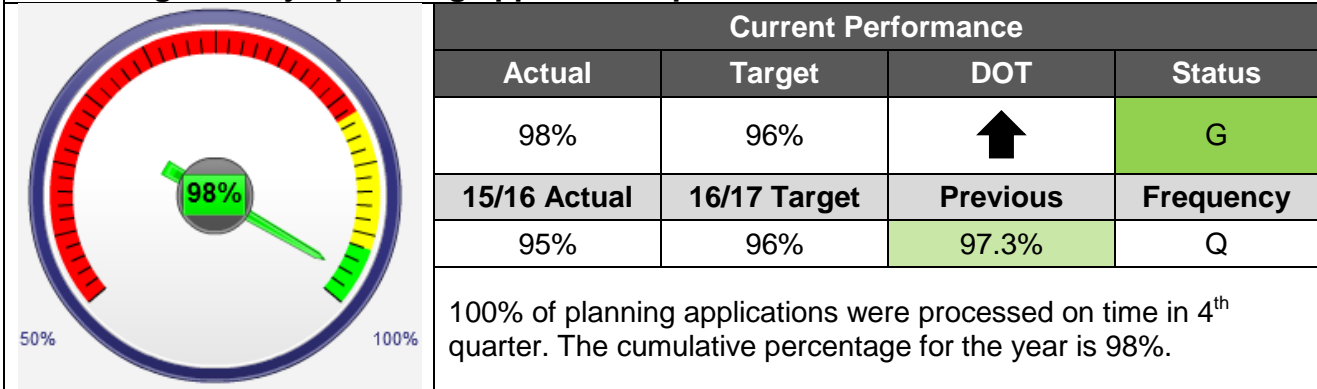 Current Performance
Actual Target DOT Status
98% 96% G
15/16 Actual 16/17 Target Previous Frequency
95% 96% 97.3% Q
98%
50% 100%
100% of planning applications were processed on time in 4th
quarter. The cumulative percentage for the year is 98%.